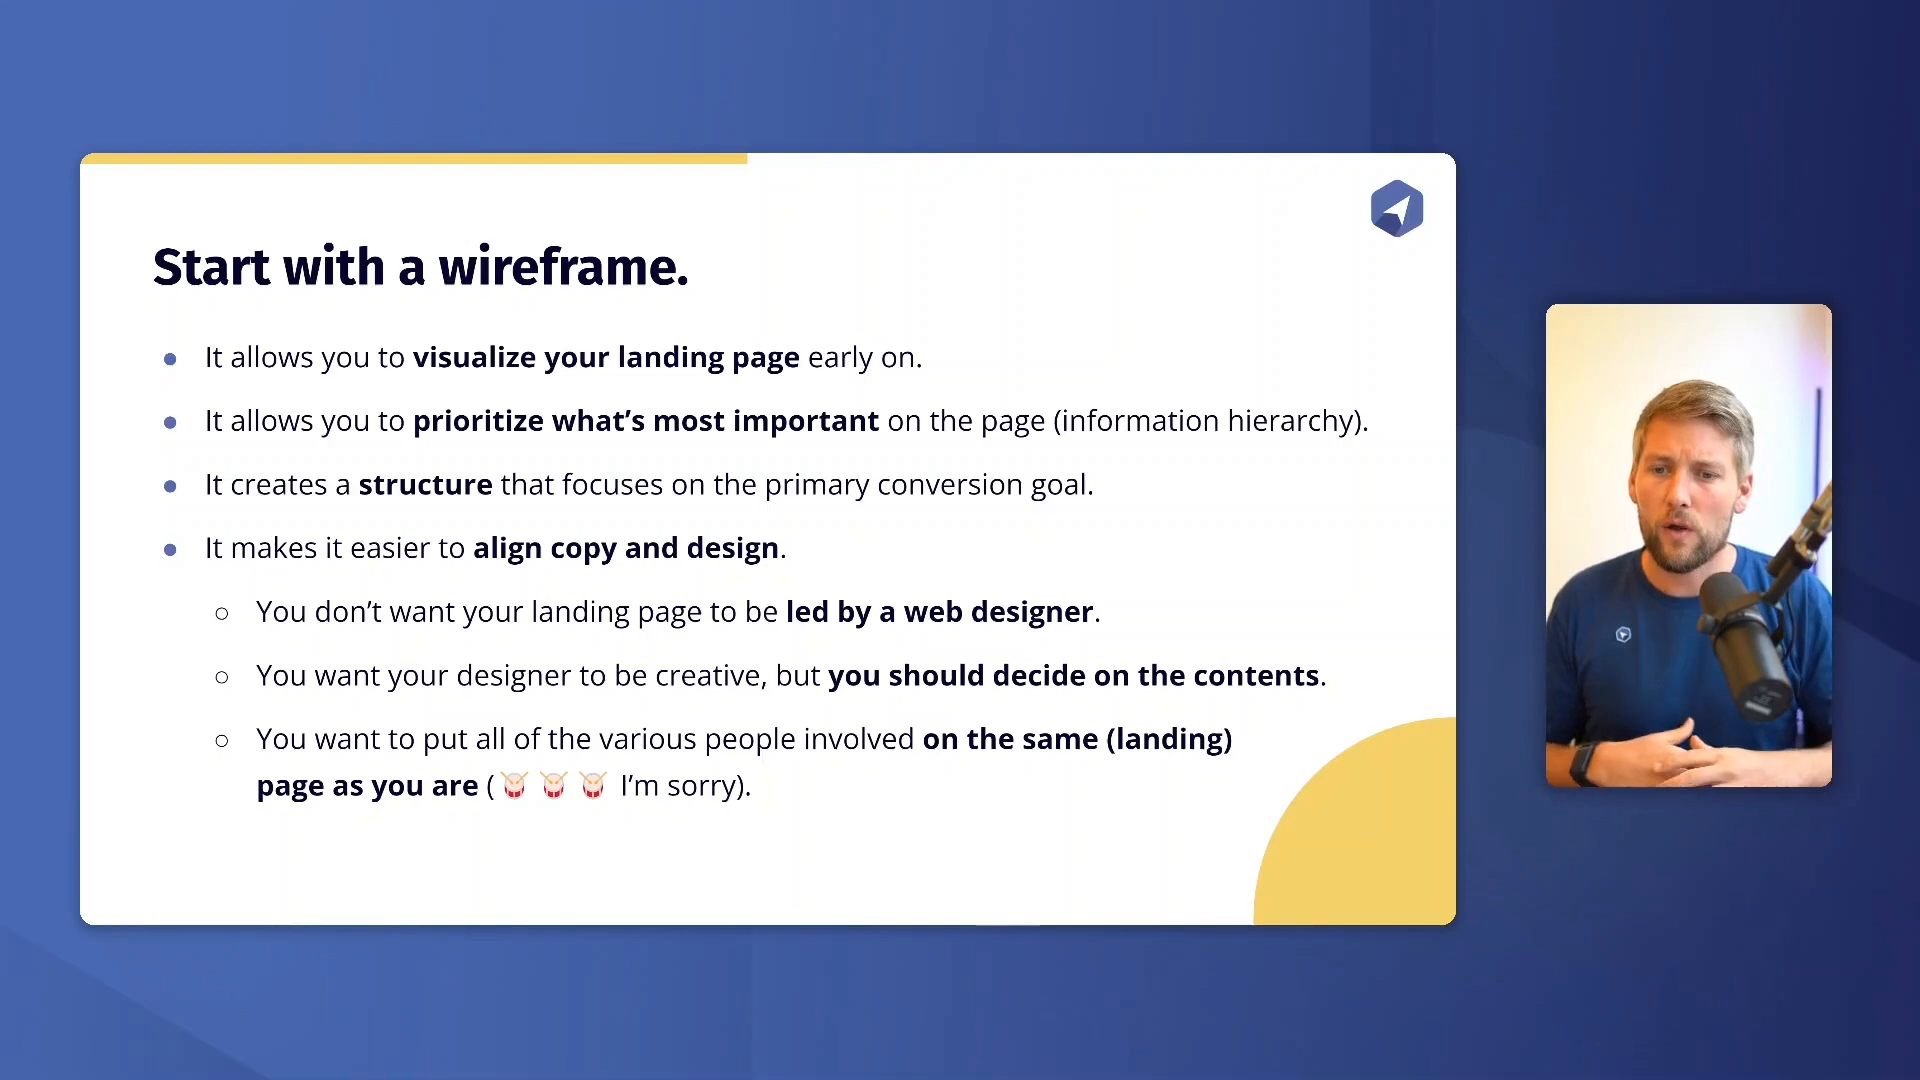 Start with a wireframe.
● It allows you to visualize your landing page early on.
● It allows you to prioritize what’s most important on the page (information hierarchy).
● It creates a structure that focuses on the primary conversion goal.
● It makes it easier to align copy and design.
○ You don’t want your landing page to be led by a web designer.
○ You want your designer to be creative, but you should decide on the contents.
○ You want to put all of the various people involved on the same (landing)
page as you are (🥁 🥁 🥁 I’m sorry).